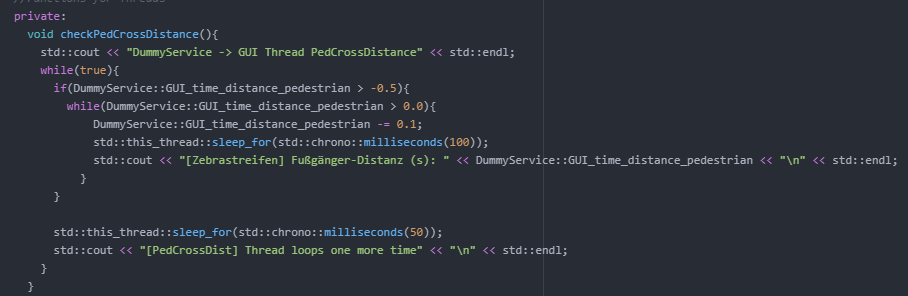 //Functions for Threads
private:
void checkPedCrossDistance(){
std::cout << "DummyService -> GUI Thread PedCrossDistance" << std::endl;
while(true){
if(DummyService::GUI_time_distance_pedestrian > -0.5){
while(DummyService::GUI_time_distance_pedestrian > 0.0){
DummyService::GUI_time_distance_pedestrian -= 0.1;
std::this_thread::sleep_for(std::chrono::milliseconds(100));
std::cout << "[Zebrastreifen] Fußgänger-Distanz (s): " << DummyService::GUI_time_distance_pedestrian << "\n" << std::endl;
}
}
std::this_thread::sleep_for(std::chrono::milliseconds(50));
std::cout << "[PedCrossDist] Thread loops one more time" << "\n" << std::endl;
}
}